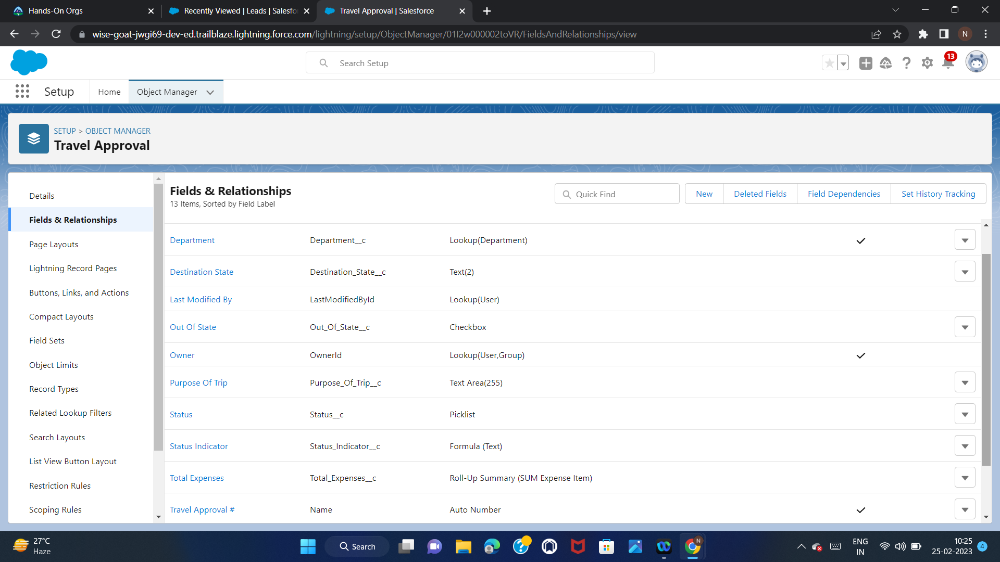 Hands-On Orgs
Recently Viewed | Leads | Salesfo
Travel Approval | Salesforce
wise-goat-jwgi69-dev-ed.trailblaze.lightning.force.com/lightning/setup/ObjectManager/01I2w000002toVR/FieldsAndRelationships/view
N
Search Setup
13
Setup
Home
Object Manager
SETUP > OBJECT MANAGER
Travel Approval
Details
Fields & Relationships
Page Layouts
Lightning Record Pages
Buttons, Links, and Actions
Compact Layouts
Field Sets
Object Limits
Record Types
Related Lookup Filters
Search Layouts
List View Button Layout
Restriction Rules
Scoping Rules
Fields & Relationships
13 Items, Sorted by Field Label
Quick Find
New
Deleted Fields
Field Dependencies
Set History Tracking
Department Department__c Lookup(Department)
Destination State Destination_State__c Text(2)
Last Modified By LastModifiedById Lookup(User)
Out Of State Out_Of_State__c Checkbox
Owner OwnerId Lookup(User,Group)
Purpose Of Trip Purpose_Of_Trip__c Text Area(255)
Status Status__c Picklist
Status Indicator Status_Indicator__c Formula (Text)
Total Expenses Total_Expenses__c Roll-Up Summary (SUM Expense Item)
Travel Approval # Name Auto Number
27°C
Haze
Search
N
ENG
IN
10:25
25-02-2023
4